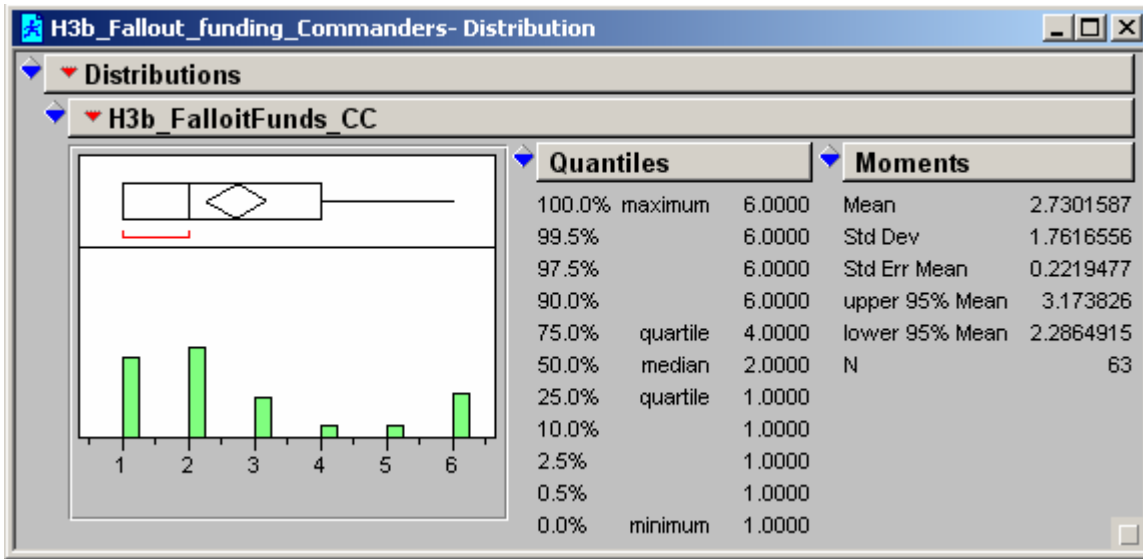 H3b_Fallout_funding_Commanders- Distribution
Distributions
H3b_FalloitFunds_CC
1 2 3 4 5 6
Quantiles
100.0% maximum 6.0000
99.5% 6.0000
97.5% 6.0000
90.0% 6.0000
75.0% quartile 4.0000
50.0% median 2.0000
25.0% quartile 1.0000
10.0% 1.0000
2.5% 1.0000
0.5% 1.0000
0.0% minimum 1.0000
Moments
Mean 2.7301587
Std Dev 1.7616556
Std Err Mean 0.2219477
upper 95% Mean 3.173826
lower 95% Mean 2.2864915
N 63